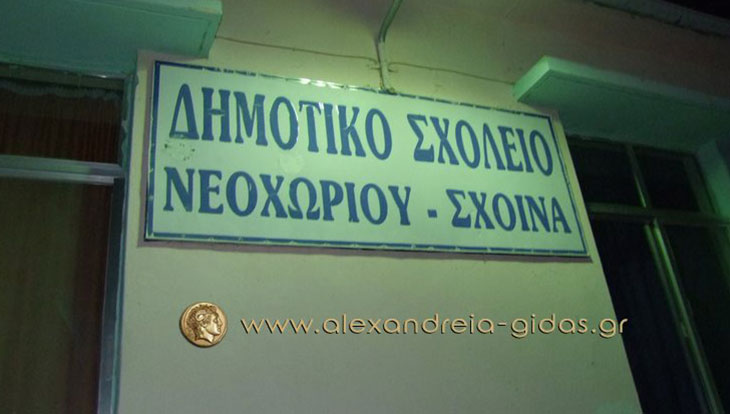 ΔΗΜΟΤΙΚΟ ΣΧΟΛΕΙΟ
ΝΕΟΧΩΡΙΟΥ - ΣΧΟΙΝΑ
www.alexandreia-gidas.gr